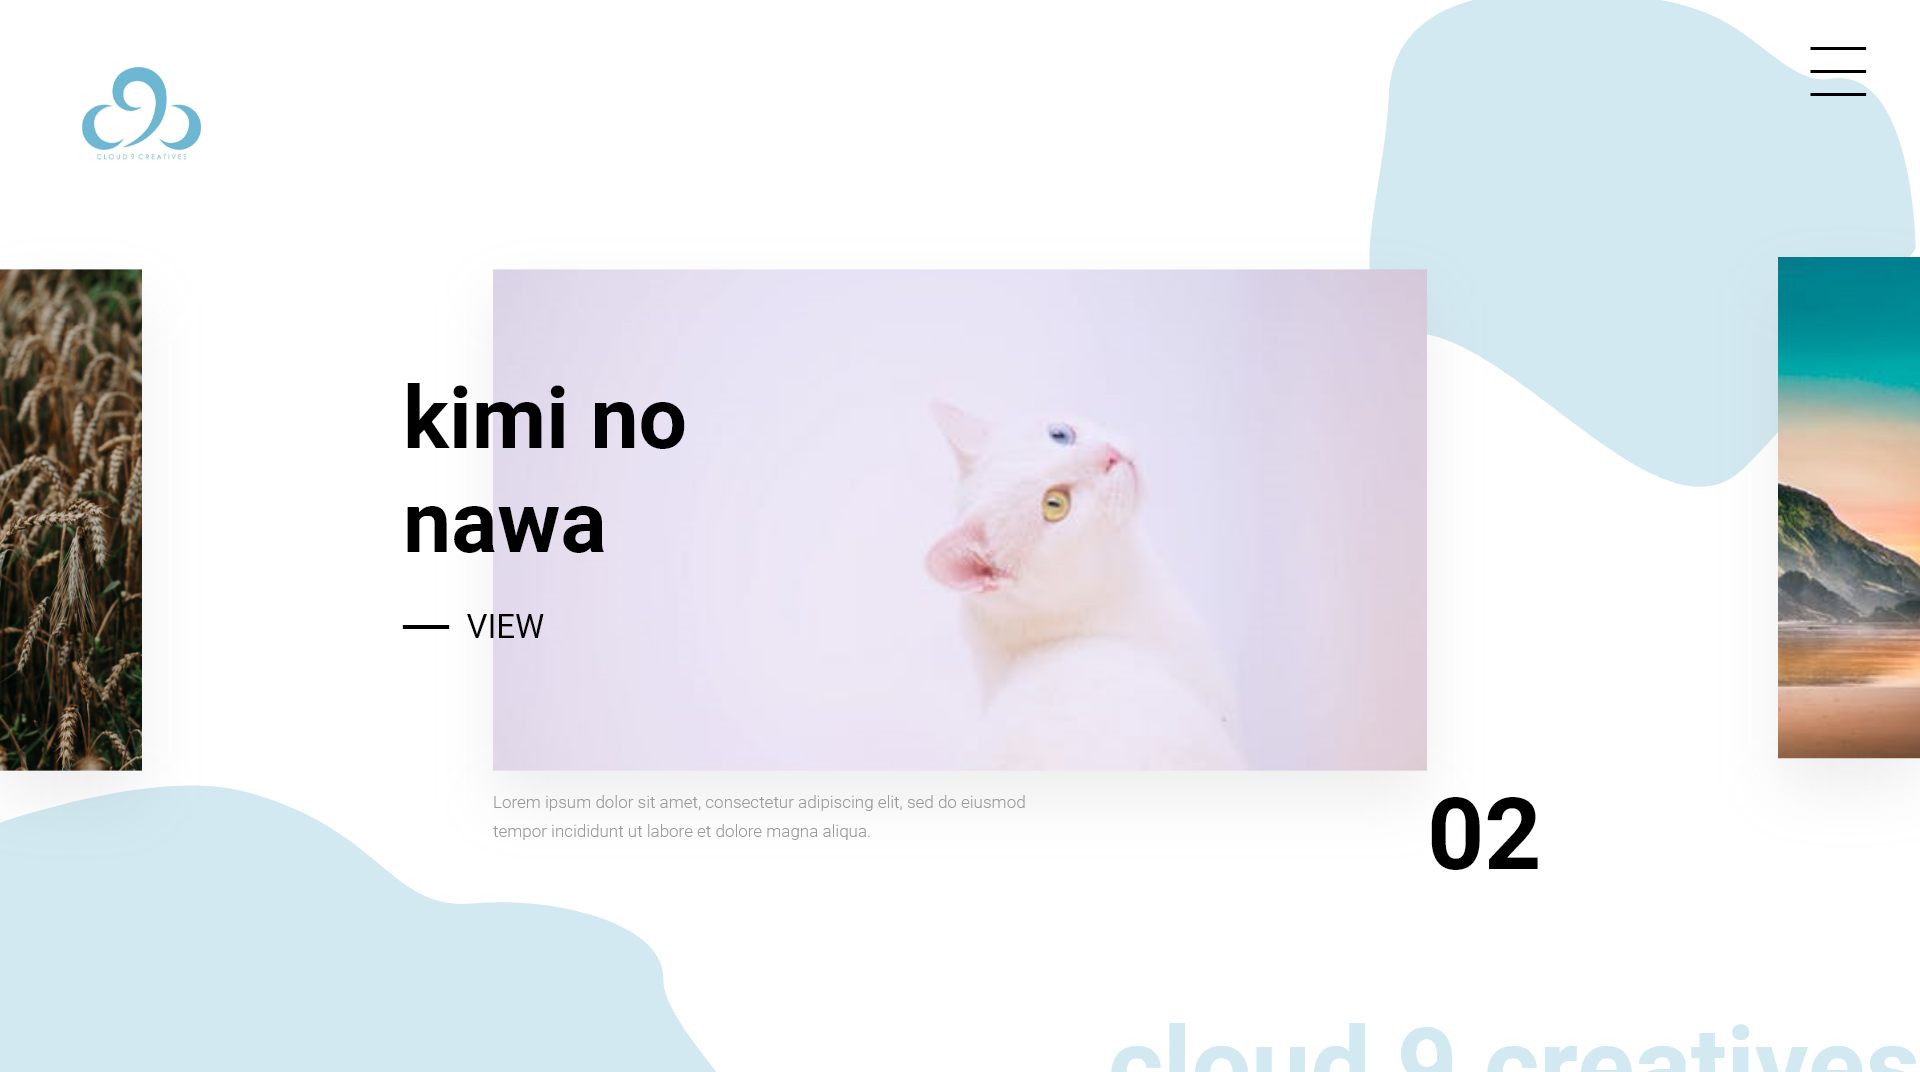 CLOUD 9 CREATIVES
kimi no
nawa
VIEW
Lorem ipsum dolor sit amet, consectetur adipiscing elit, sed do eiusmod
tempor incididunt ut labore et dolore magna aliqua.
02
cloud 9 creatives